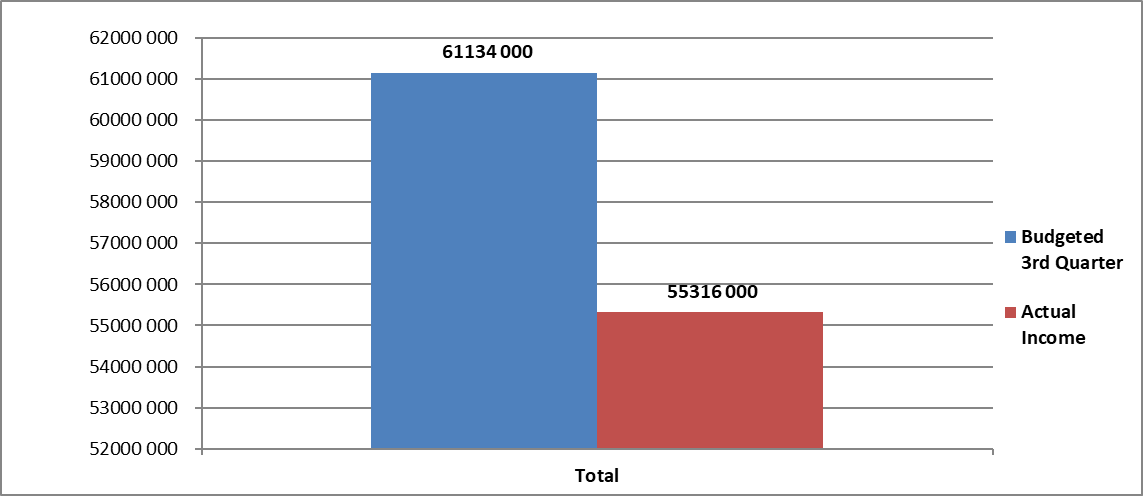 62000 000
61000 000
60000 000
59000 000
58000 000
57000 000
56000 000
55000 000
54000 000
53000 000
52000 000
61134 000
55316 000
Total
Budgeted
3rd Quarter
Actual
Income